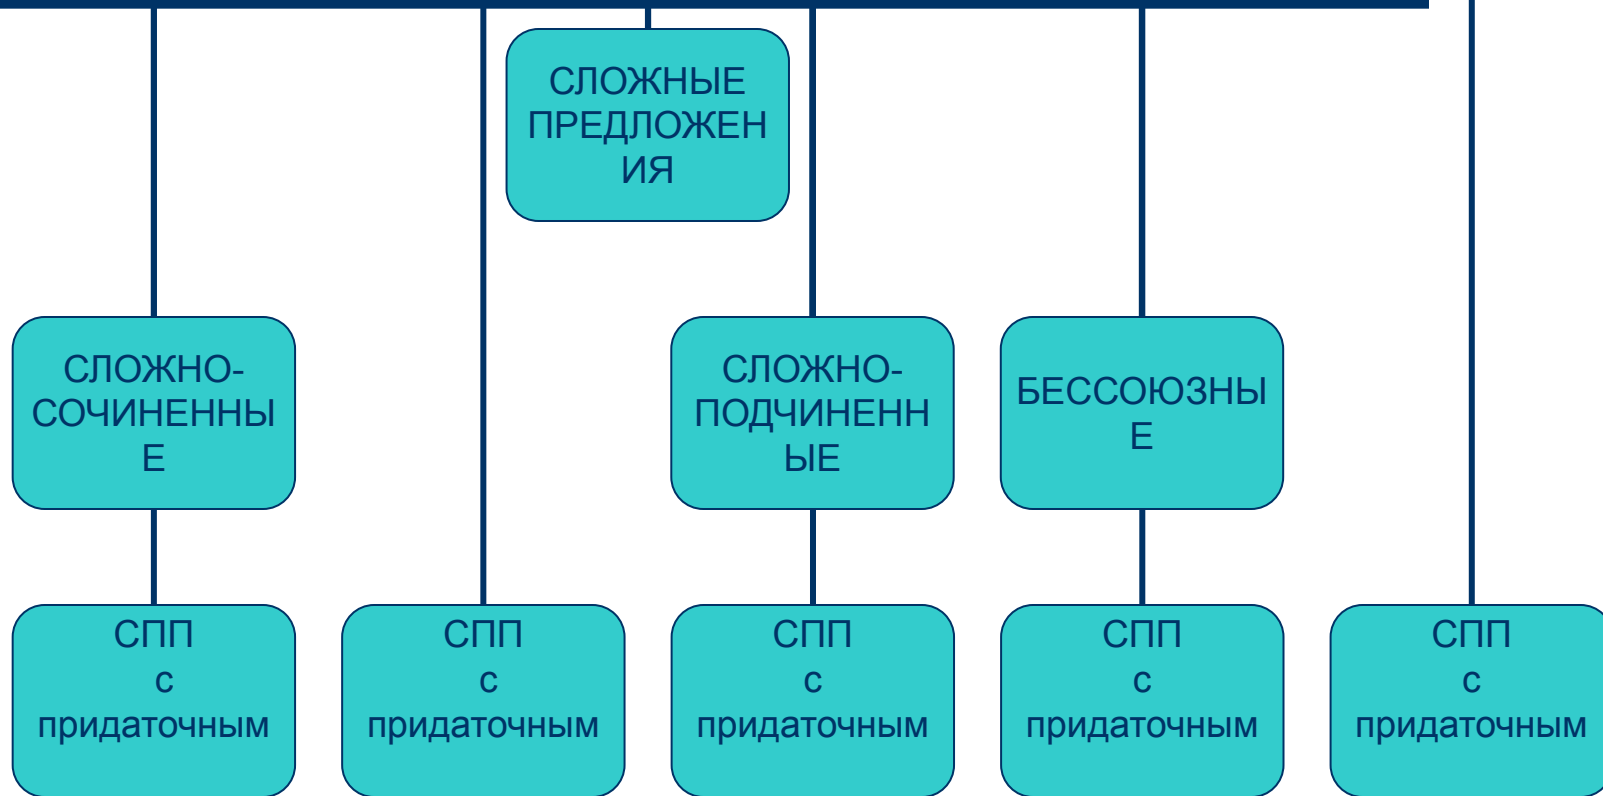 СЛОЖНЫЕ
ПРЕДЛОЖЕН
ИЯ
СЛОЖНО-
СОЧИНЕННЫ
Е
СЛОЖНО-
ПОДЧИНЕНН
ЫЕ
БЕССОЮЗНЫ
Е
СПП
с
придаточным
СПП
с
придаточным
СПП
с
придаточным
СПП
с
придаточным
СПП
с
придаточным